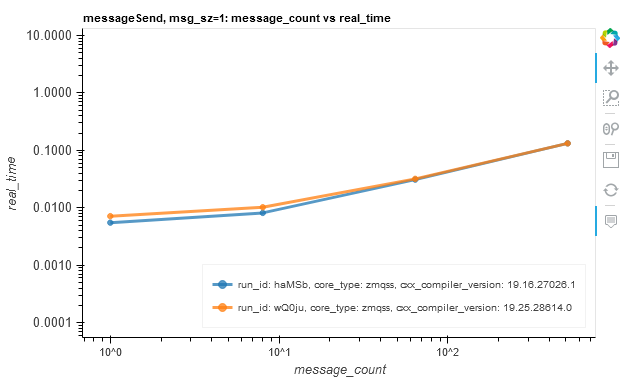 messageSend, msg_sz=1: message_count vs real_time
10.0000
1.0000
0.1000
0.0100
0.0010
0.0001
real_time
run_id: haMSb, core_type: zmqss, cxx_compiler_version: 19.16.27026.1
run_id: wQ0ju, core_type: zmqss, cxx_compiler_version: 19.25.28614.0
10^0 10^1 10^2
message_count